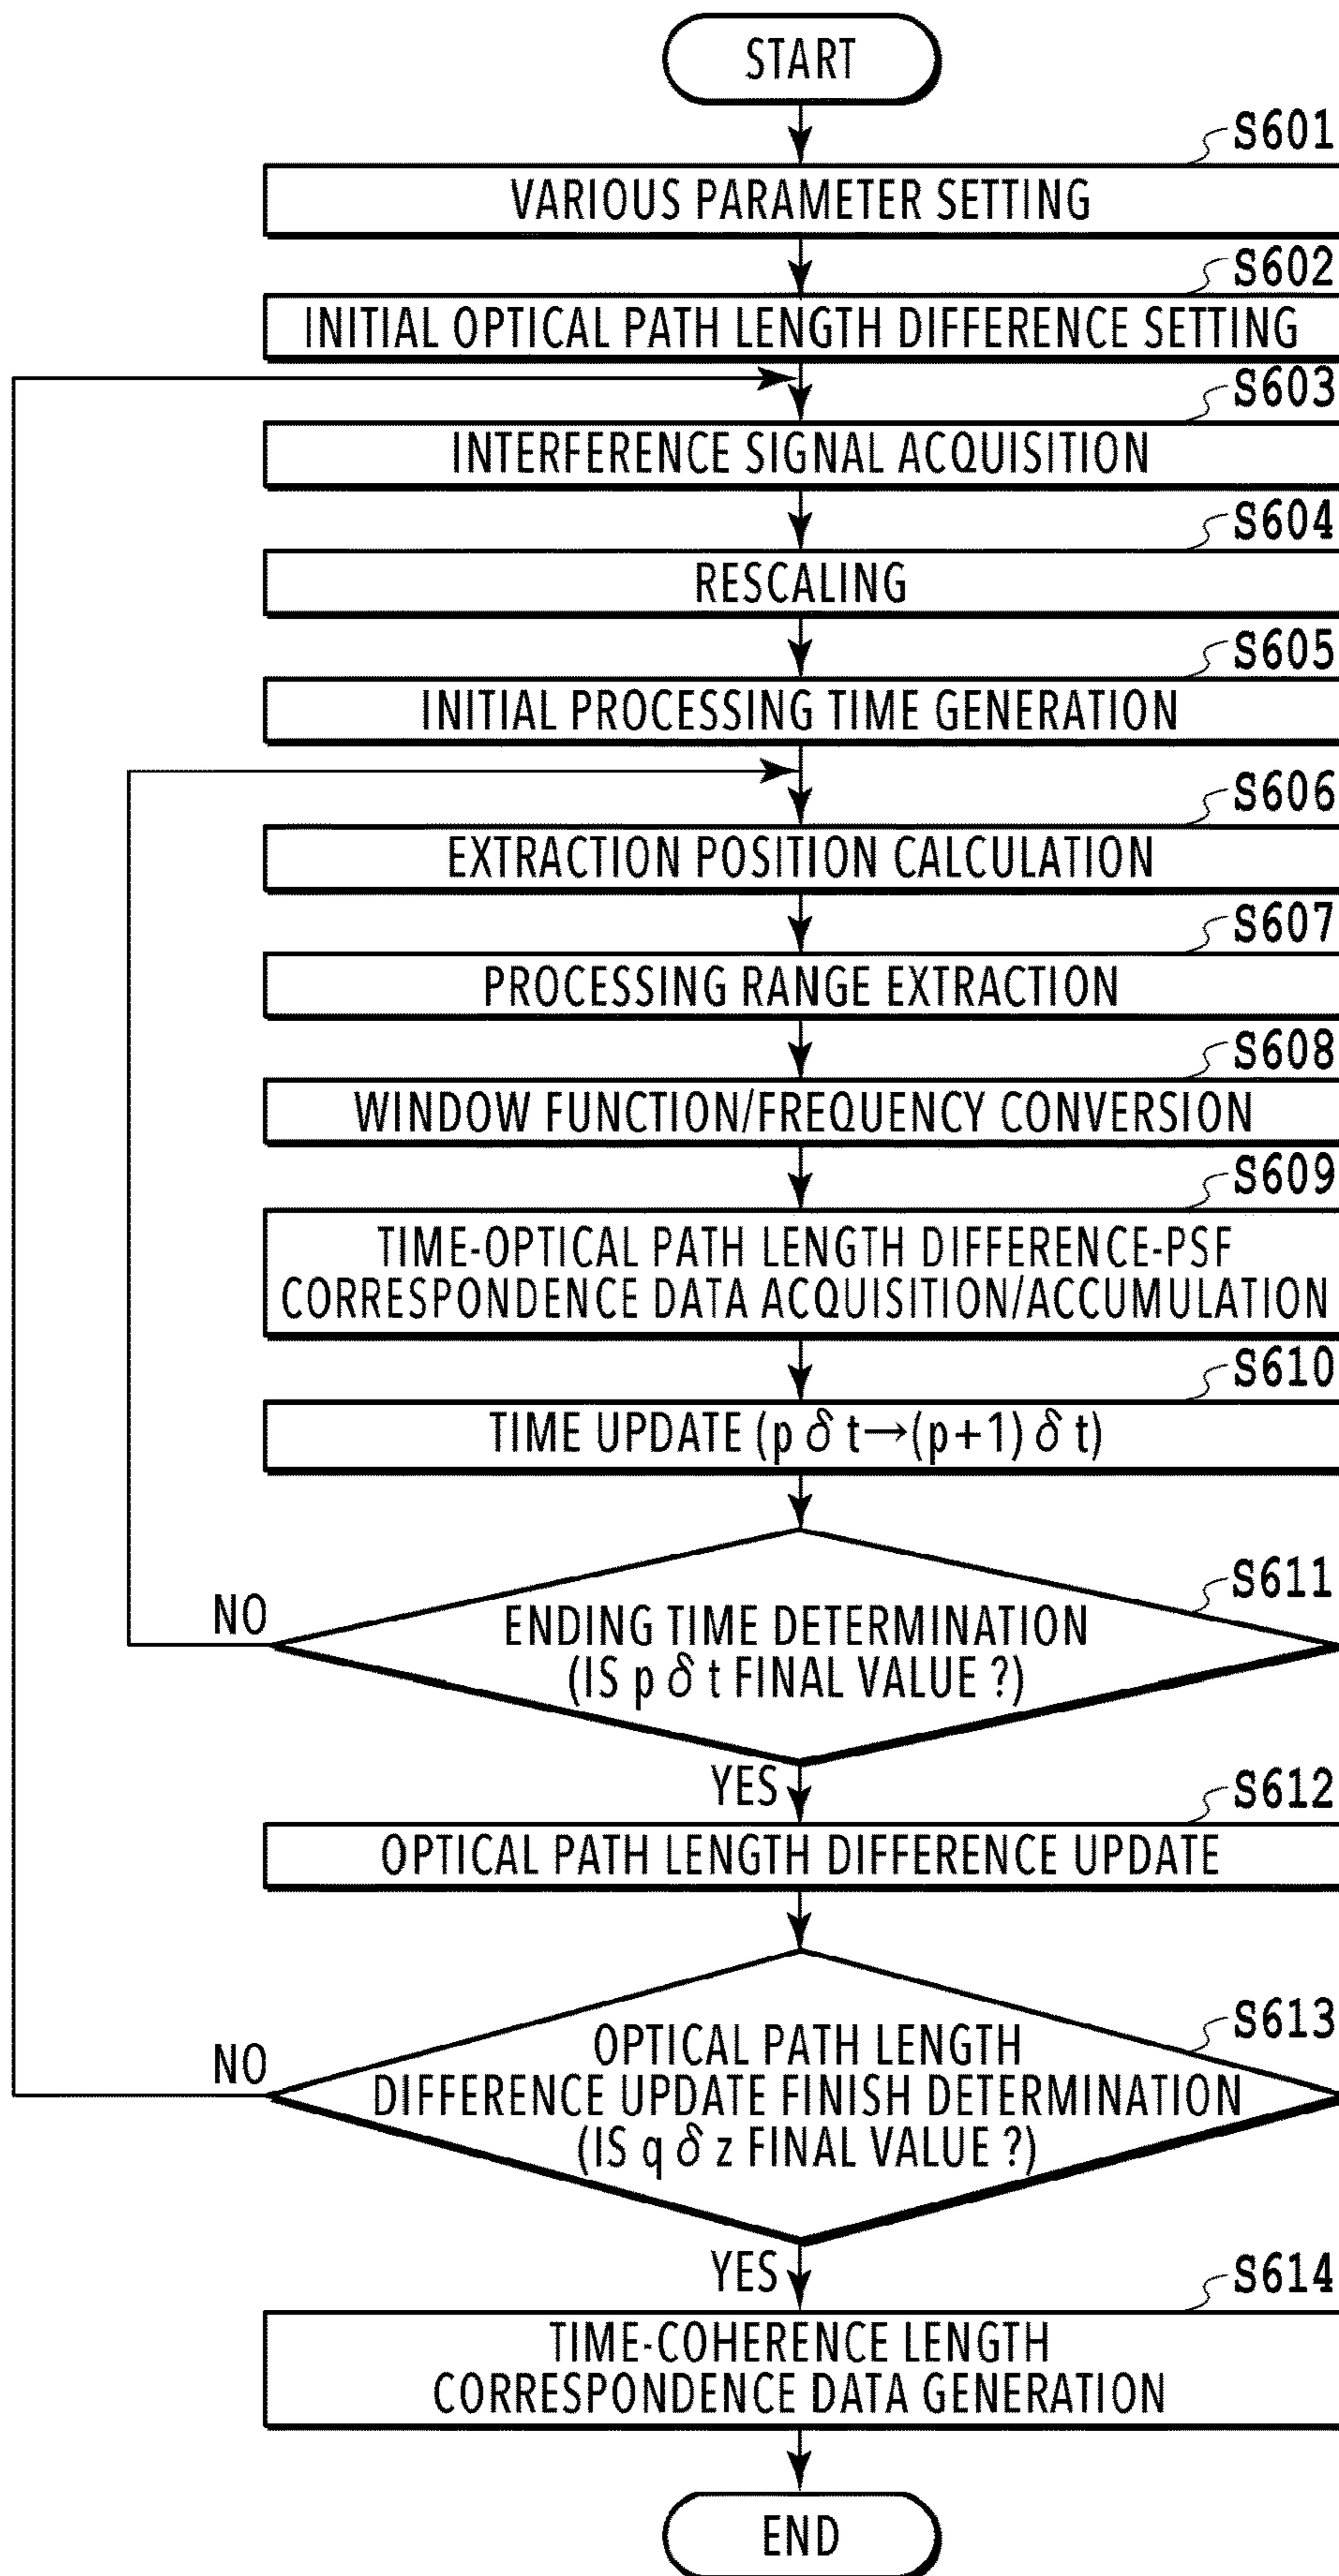 START
S601
VARIOUS PARAMETER SETTING
S602
INITIAL OPTICAL PATH LENGTH DIFFERENCE SETTING
S603
INTERFERENCE SIGNAL ACQUISITION
S604
RESCALING
S605
INITIAL PROCESSING TIME GENERATION
S606
EXTRACTION POSITION CALCULATION
S607
PROCESSING RANGE EXTRACTION
S608
WINDOW FUNCTION/FREQUENCY CONVERSION
S609
TIME-OPTICAL PATH LENGTH DIFFERENCE-PSF
CORRESPONDENCE DATA ACQUISITION/ACCUMULATION
S610
TIME UPDATE (p δ t→(p+1) δ t)
S611
NO
ENDING TIME DETERMINATION
(IS p δ t FINAL VALUE ?)
YES
S612
OPTICAL PATH LENGTH DIFFERENCE UPDATE
S613
NO
OPTICAL PATH LENGTH
DIFFERENCE UPDATE FINISH DETERMINATION
(IS q δ z FINAL VALUE ?)
YES
S614
TIME-COHERENCE LENGTH
CORRESPONDENCE DATA GENERATION
END